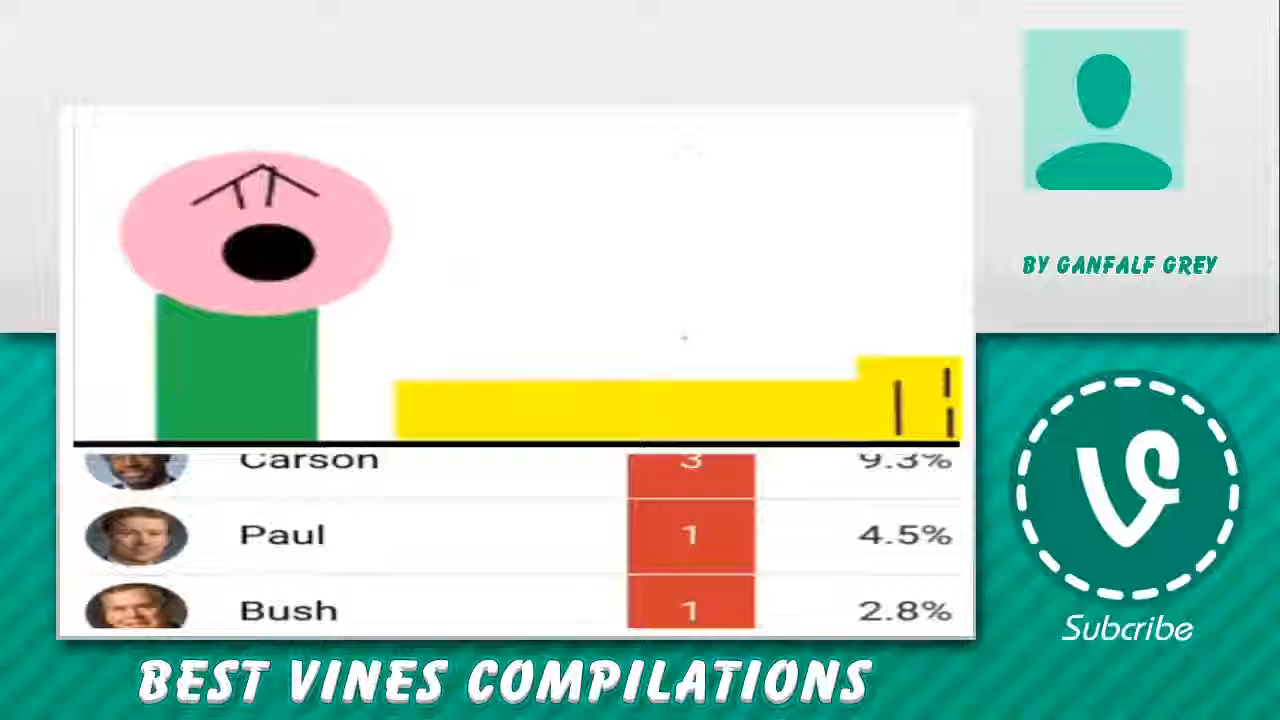 BY GANFALF GREY
Carson 3 9.3%
Paul 1 4.5%
Bush 1 2.8%
Subcribe
BEST VINES COMPILATIONS